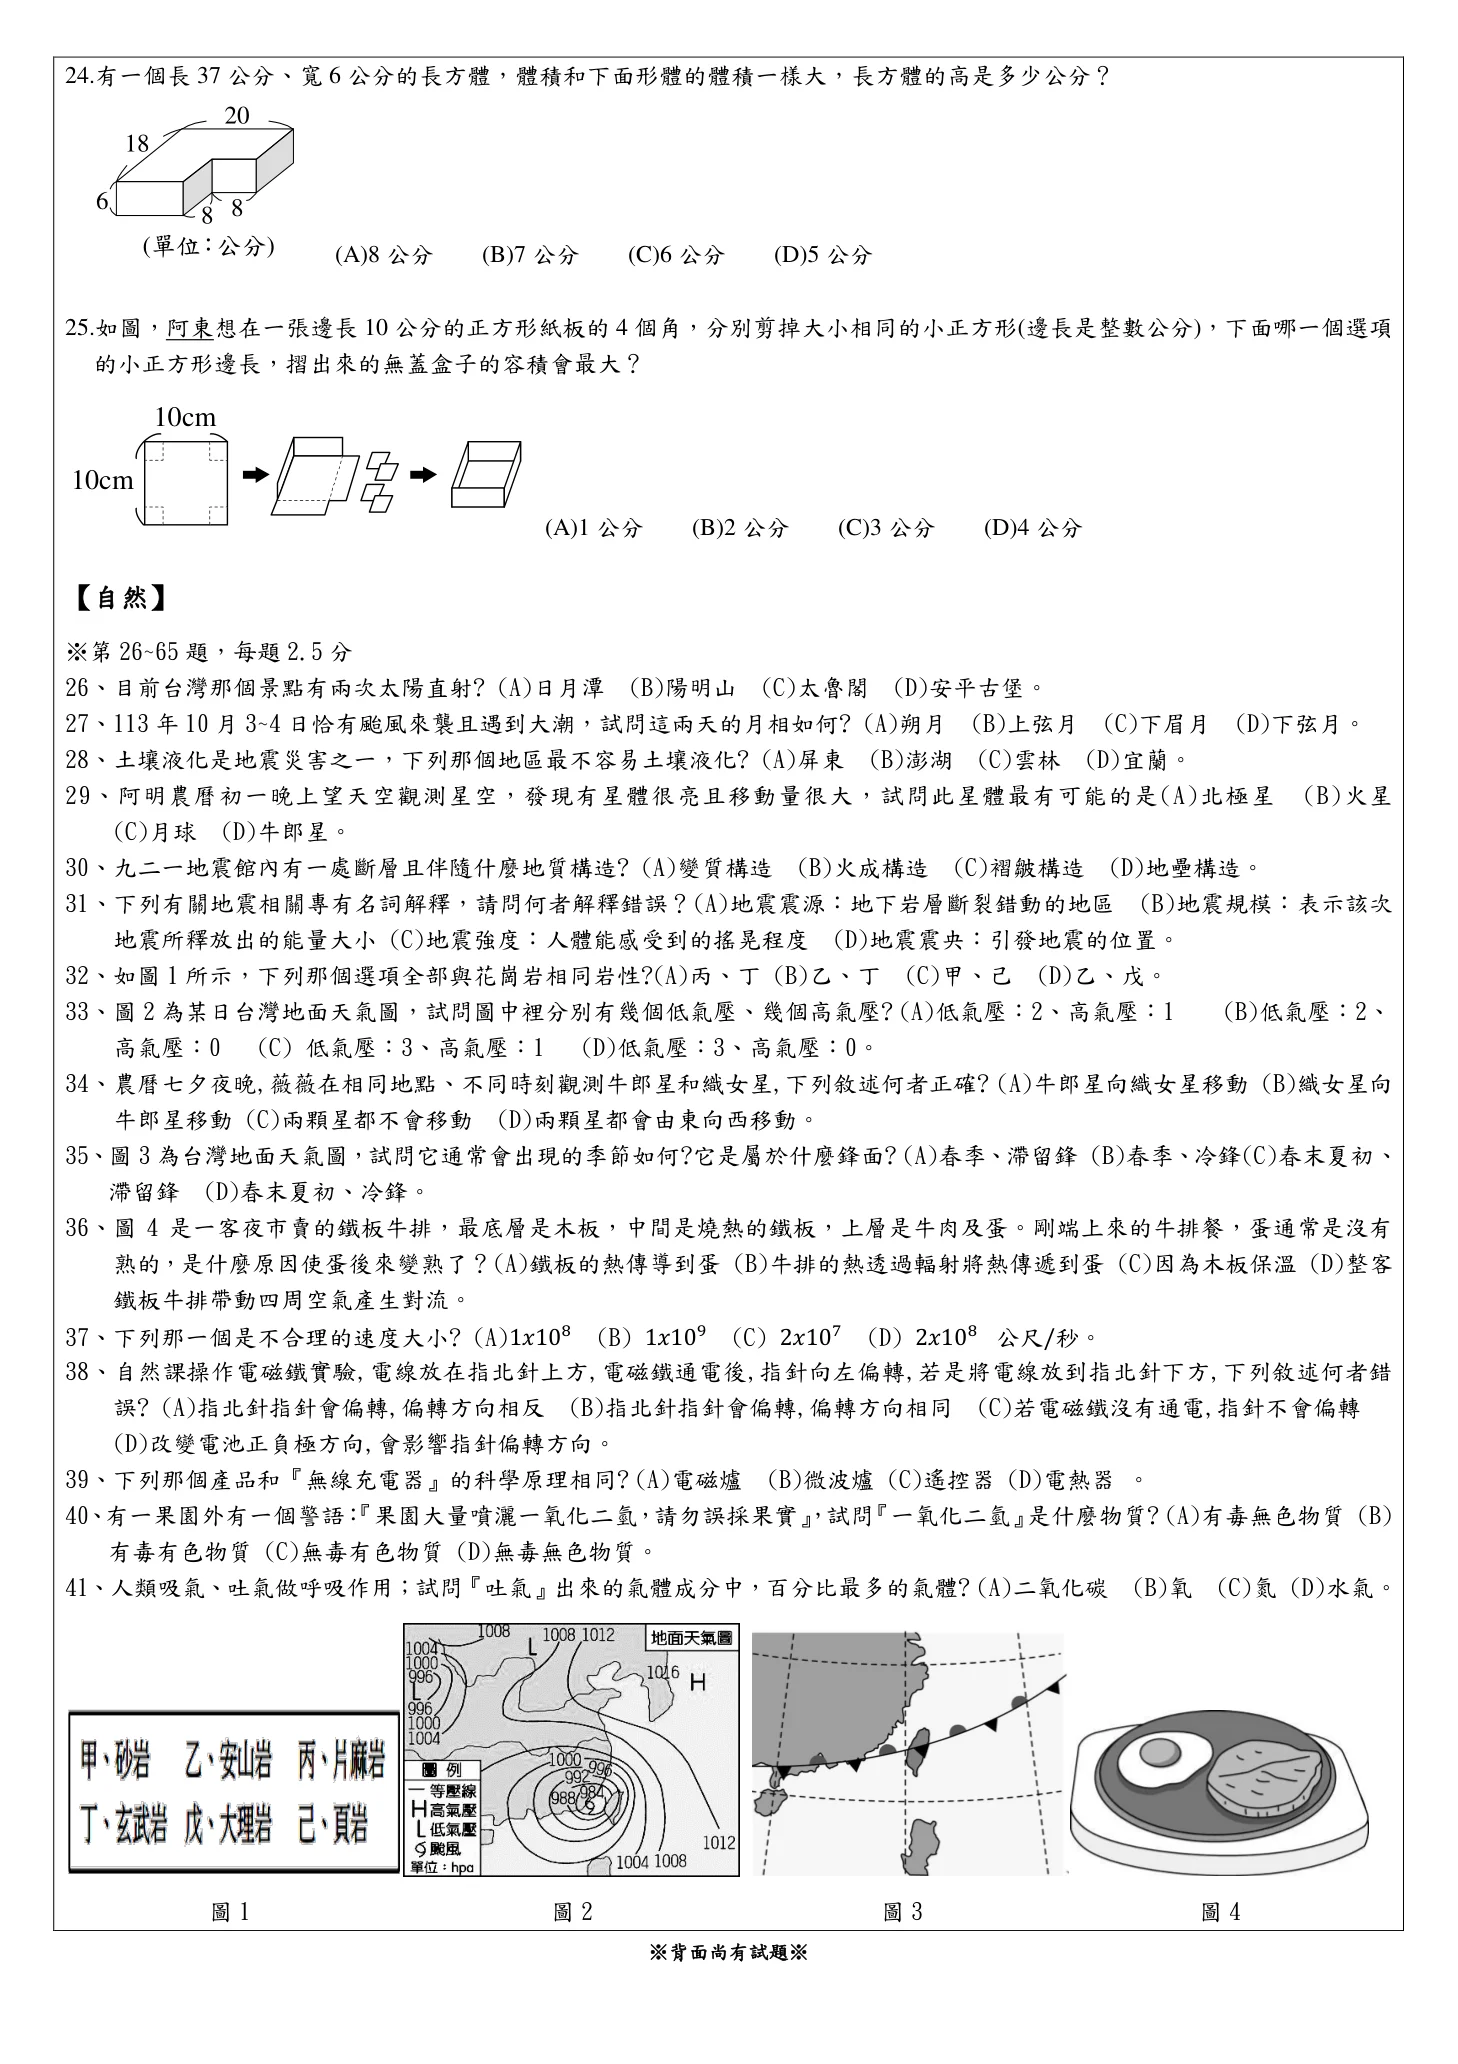 24.有一個長 37 公分、寬 6 公分的長方體，體積和下面形體的體積一樣大，長方體的高是多少公分？
20
18
6
8
8
(單位：公分)
(A)8 公分 (B)7 公分 (C)6 公分 (D)5 公分
25.如圖，阿東想在一張邊長 10 公分的正方形紙板的 4 個角，分別剪掉大小相同的小正方形(邊長是整數公分)，下面哪一個選項
的小正方形邊長，摺出來的無蓋盒子的容積會最大？
10cm
10cm
(A)1 公分 (B)2 公分 (C)3 公分 (D)4 公分
【自然】
※第 26~65 題，每題 2.5 分
26、目前台灣那個景點有兩次太陽直射? (A)日月潭 (B)陽明山 (C)太魯閣 (D)安平古堡。
27、113 年 10 月 3~4 日恰有颱風來襲且遇到大潮，試問這兩天的月相如何? (A)朔月 (B)上弦月 (C)下眉月 (D)下弦月。
28、土壤液化是地震災害之一，下列那個地區最不容易土壤液化? (A)屏東 (B)澎湖 (C)雲林 (D)宜蘭。
29、阿明農曆初一晚上望天空觀測星空，發現有星體很亮且移動量很大，試問此星體最有可能的是(A)北極星 (B)火星
(C)月球 (D)牛郎星。
30、九二一地震館內有一處斷層且伴隨什麼地質構造? (A)變質構造 (B)火成構造 (C)褶皺構造 (D)地壘構造。
31、下列有關地震相關專有名詞解釋，請問何者解釋錯誤？(A)地震震源：地下岩層斷裂錯動的地區 (B)地震規模：表示該次
地震所釋放出的能量大小 (C)地震強度：人體能感受到的搖晃程度 (D)地震震央：引發地震的位置。
32、如圖 1 所示，下列那個選項全部與花崗岩相同岩性?(A)丙、丁 (B)乙、丁 (C)甲、己 (D)乙、戊。
33、圖 2 為某日台灣地面天氣圖，試問圖中裡分別有幾個低氣壓、幾個高氣壓?(A)低氣壓：2、高氣壓：1 (B)低氣壓：2、
高氣壓：0 (C) 低氣壓：3、高氣壓：1 (D)低氣壓：3、高氣壓：0。
34、農曆七夕夜晚,薇薇在相同地點、不同時刻觀測牛郎星和織女星,下列敘述何者正確? (A)牛郎星向織女星移動 (B)織女星向
牛郎星移動 (C)兩顆星都不會移動 (D)兩顆星都會由東向西移動。
35、圖 3 為台灣地面天氣圖，試問它通常會出現的季節如何?它是屬於什麼鋒面? (A)春季、滯留鋒 (B)春季、冷鋒(C)春末夏初、
滯留鋒 (D)春末夏初、冷鋒。
36、圖 4 是一客夜市賣的鐵板牛排，最底層是木板，中間是燒熱的鐵板，上層是牛肉及蛋。剛端上來的牛排餐，蛋通常是沒有
熟的，是什麼原因使蛋後來變熟了？(A)鐵板的熱傳導到蛋 (B)牛排的熱透過輻射將熱傳遞到蛋 (C)因為木板保溫 (D)整客
鐵板牛排帶動四周空氣產生對流。
37、下列那一個是不合理的速度大小? (A)1x10⁸ (B) 1x10⁹ (C) 2x10⁷ (D) 2x10⁸ 公尺/秒。
38、自然課操作電磁鐵實驗,電線放在指北針上方,電磁鐵通電後,指針向左偏轉,若是將電線放到指北針下方,下列敘述何者錯
誤? (A)指北針指針會偏轉,偏轉方向相反 (B)指北針指針會偏轉,偏轉方向相同 (C)若電磁鐵沒有通電,指針不會偏轉
(D)改變電池正負極方向,會影響指針偏轉方向。
39、下列那個產品和『無線充電器』的科學原理相同?(A)電磁爐 (B)微波爐 (C)遙控器 (D)電熱器 。
40、有一果園外有一個警語:『果園大量噴灑一氧化二氫，請勿誤採果實』，試問『一氧化二氫』是什麼物質? (A)有毒無色物質 (B)
有毒有色物質 (C)無毒有色物質 (D)無毒無色物質。
41、人類吸氣、吐氣做呼吸作用；試問『吐氣』出來的氣體成分中，百分比最多的氣體? (A)二氧化碳 (B)氧 (C)氮 (D)水氣。
甲、砂岩 乙、安山岩 丙、片麻岩
丁、玄武岩 戊、大理岩 己、頁岩
1008
1008
1012
地面天氣圖
L
1004
1000
996
L
996
1000
1004
1016
H
1000
996
992
984
988
圖 例
等壓線
H 高氣壓
L 低氣壓
颱風
單位：hpa
1012
1004 1008
圖 1 圖 2 圖 3 圖 4
※背面尚有試題※